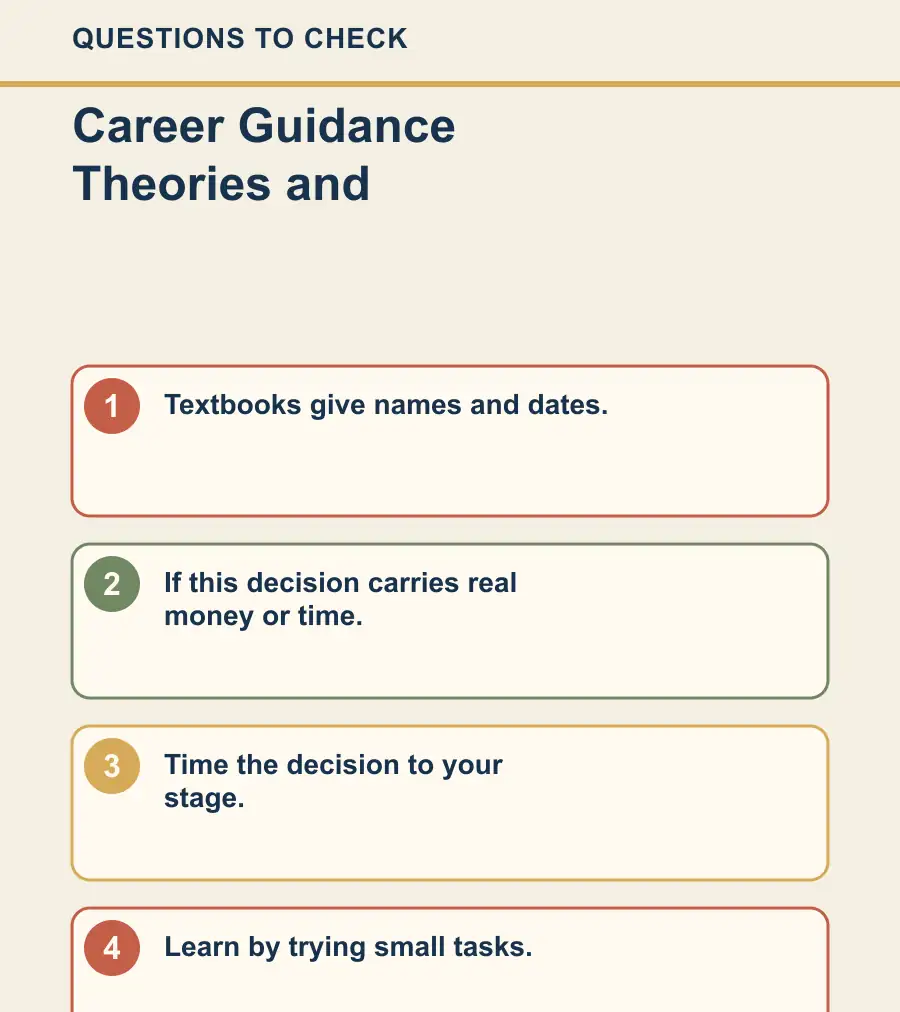 QUESTIONS TO CHECK
Career Guidance
Theories and
1
Textbooks give names and dates.
2
If this decision carries real
money or time.
3
Time the decision to your
stage.
4
Learn by trying small tasks.